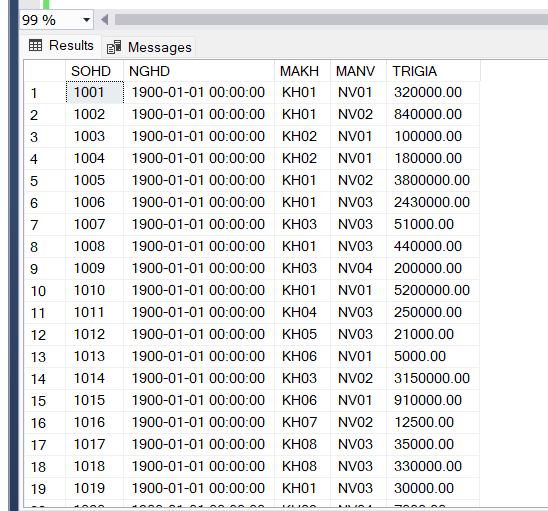 99 %
Results Messages
SOHD NGHD MAKH MANV TRIGIA
1 1001 1900-01-01 00:00:00 KH01 NV01 320000.00
2 1002 1900-01-01 00:00:00 KH01 NV02 840000.00
3 1003 1900-01-01 00:00:00 KH02 NV01 100000.00
4 1004 1900-01-01 00:00:00 KH02 NV01 180000.00
5 1005 1900-01-01 00:00:00 KH01 NV02 3800000.00
6 1006 1900-01-01 00:00:00 KH01 NV03 2430000.00
7 1007 1900-01-01 00:00:00 KH03 NV03 51000.00
8 1008 1900-01-01 00:00:00 KH01 NV03 440000.00
9 1009 1900-01-01 00:00:00 KH03 NV04 200000.00
10 1010 1900-01-01 00:00:00 KH01 NV01 5200000.00
11 1011 1900-01-01 00:00:00 KH04 NV03 250000.00
12 1012 1900-01-01 00:00:00 KH05 NV03 21000.00
13 1013 1900-01-01 00:00:00 KH06 NV01 5000.00
14 1014 1900-01-01 00:00:00 KH03 NV02 3150000.00
15 1015 1900-01-01 00:00:00 KH06 NV01 910000.00
16 1016 1900-01-01 00:00:00 KH07 NV02 12500.00
17 1017 1900-01-01 00:00:00 KH08 NV03 35000.00
18 1018 1900-01-01 00:00:00 KH08 NV03 330000.00
19 1019 1900-01-01 00:00:00 KH01 NV03 30000.00